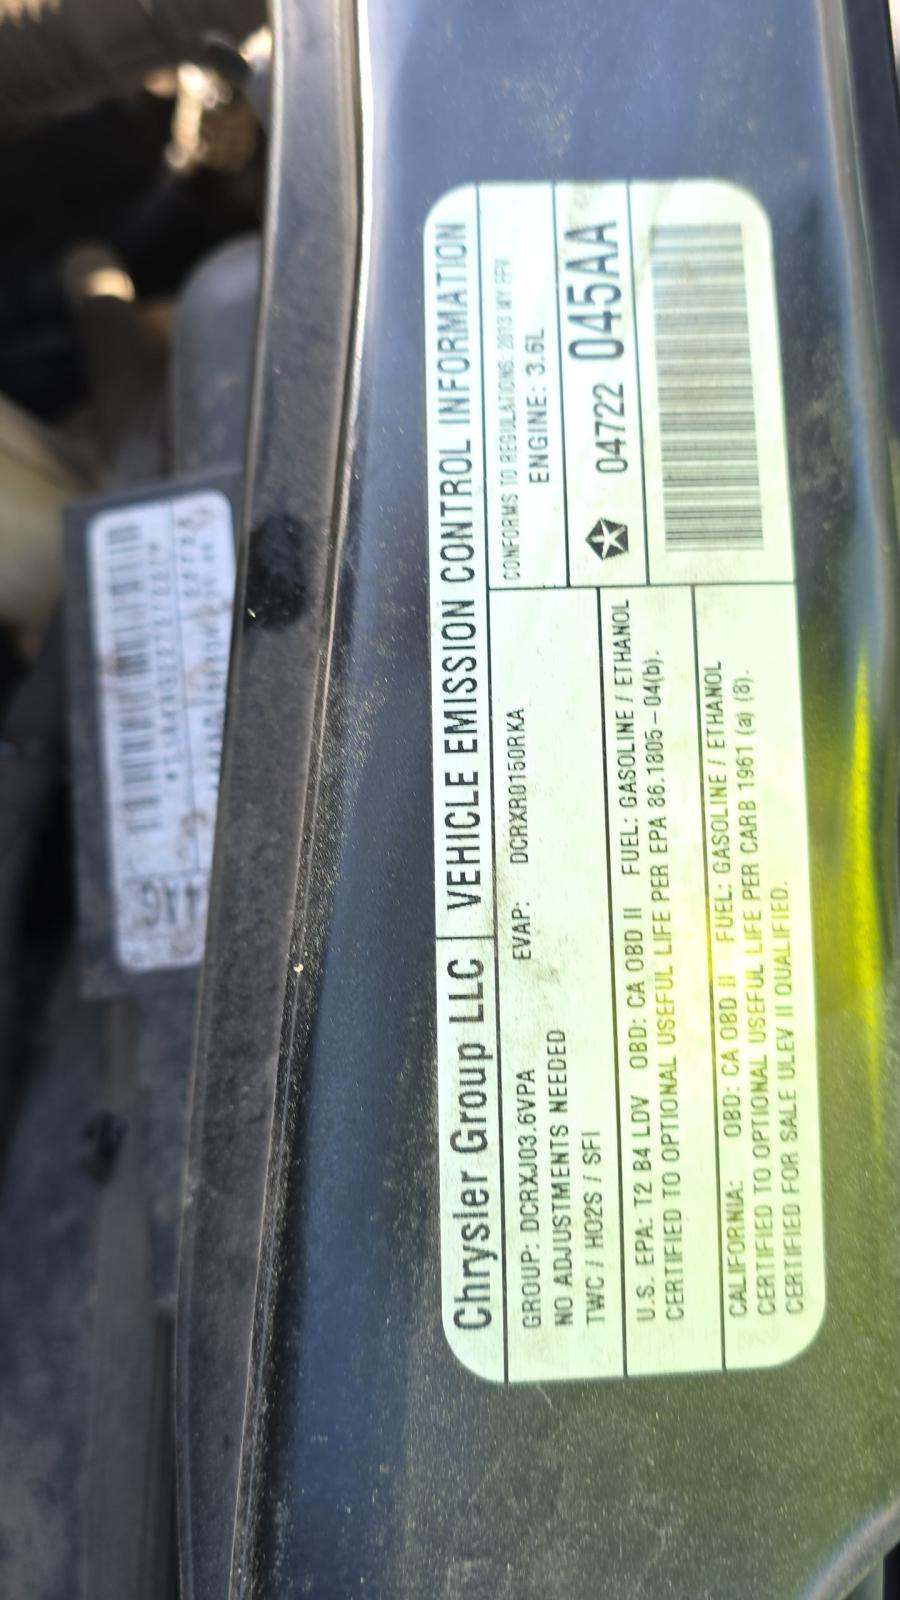 Chrysler Group LLC VEHICLE EMISSION CONTROL INFORMATION
GROUP: DCRXJ03.6VPA EVAP: DCRXR0150RKA
NO ADJUSTMENTS NEEDED
TWC / HO2S / SFI
CONFORMS TO REGULATIONS: 2013 MY FFV
ENGINE: 3.6L
04722 045AA
U.S. EPA: T2 B4 LDV OBD: CA OBD II FUEL: GASOLINE / ETHANOL
CERTIFIED TO OPTIONAL USEFUL LIFE PER EPA 86.1805-04(b).
CALIFORNIA: OBD: CA OBD II FUEL: GASOLINE / ETHANOL
CERTIFIED TO OPTIONAL USEFUL LIFE PER CARB 1961 (a) (8).
CERTIFIED FOR SALE ULEV II QUALIFIED.